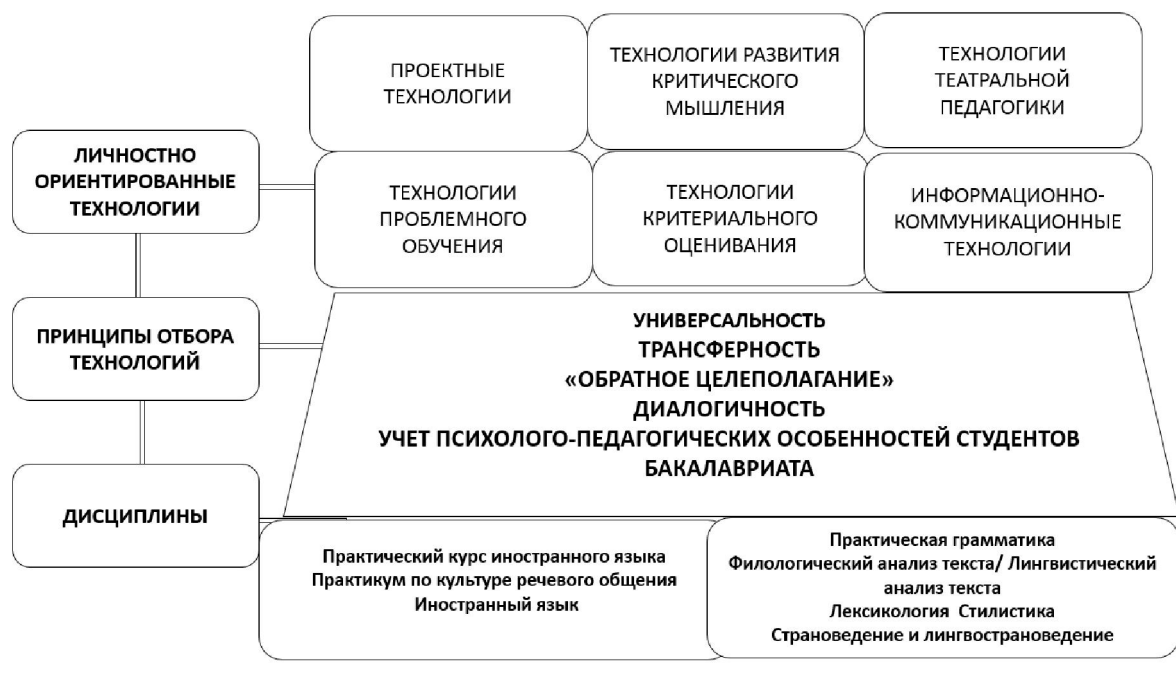 ПРОЕКТНЫЕ
ТЕХНОЛОГИИ
ТЕХНОЛОГИИ РАЗВИТИЯ
КРИТИЧЕСКОГО
МЫШЛЕНИЯ
ТЕХНОЛОГИИ
ТЕАТРАЛЬНОЙ
ПЕДАГОГИКИ
ЛИЧНОСТНО
ОРИЕНТИРОВАННЫЕ
ТЕХНОЛОГИИ
ТЕХНОЛОГИИ
ПРОБЛЕМНОГО
ОБУЧЕНИЯ
ТЕХНОЛОГИИ
КРИТЕРИАЛЬНОГО
ОЦЕНИВАНИЯ
ИНФОРМАЦИОННО-
КОММУНИКАЦИОННЫЕ
ТЕХНОЛОГИИ
ПРИНЦИПЫ ОТБОРА
ТЕХНОЛОГИЙ
УНИВЕРСАЛЬНОСТЬ
ТРАНСФЕРНОСТЬ
«ОБРАТНОЕ ЦЕЛЕПОЛАГАНИЕ»
ДИАЛОГИЧНОСТЬ
УЧЕТ ПСИХОЛОГО-ПЕДАГОГИЧЕСКИХ ОСОБЕННОСТЕЙ СТУДЕНТОВ
БАКАЛАВРИАТА
ДИСЦИПЛИНЫ
Практический курс иностранного языка
Практикум по культуре речевого общения
Иностранный язык
Практическая грамматика
Филологический анализ текста/ Лингвистический
анализ текста
Лексикология Стилистика
Страноведение и лингвострановедение